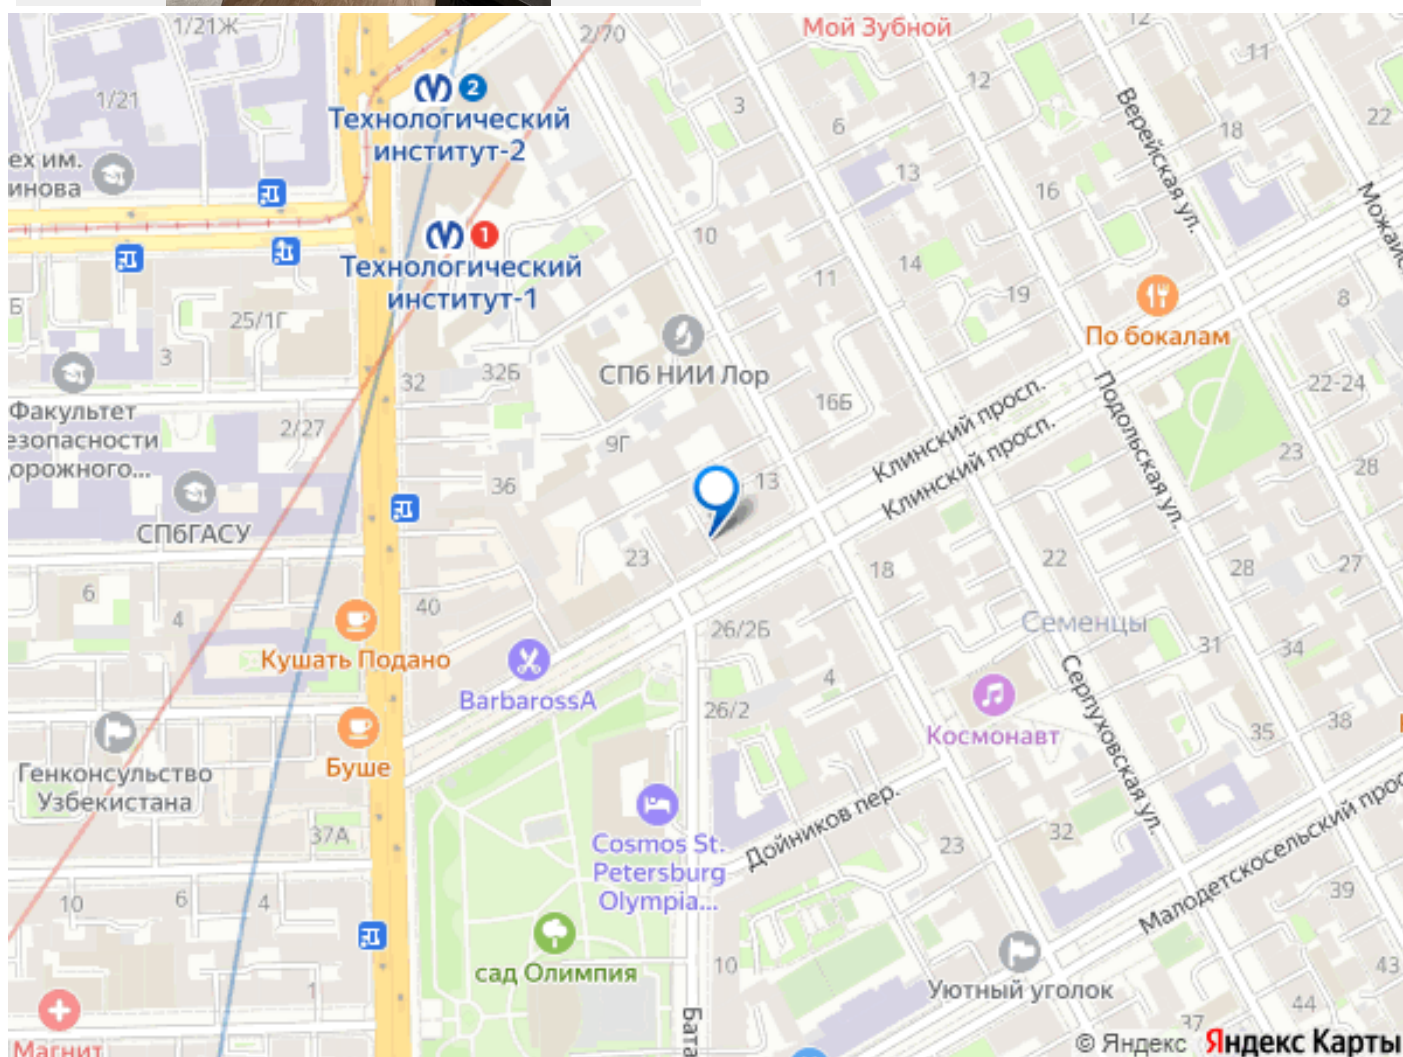 1/21Ж
2/70
Мой Зубной
12
11
12
2
Технологический
институт-2
1/21
3
6
Верейская ул.
18
22
ех им.
инова
13
16
Можайс
1
Технологический
институт-1
10
14
11
19
По бокалам
8
Б
25/1Г
3
32
32Б
СПб НИИ Лор
16Б
22-24
Факультет
езопасности
орожного...
2/27
9Г
Клинский просп.
Клинский просп.
Подольская ул.
23
28
СПбГАСУ
36
13
23
18
22
28
27
6
4
40
26/2Б
Семенцы
31
34
Кушать Подано
BarbarossA
4
26/2
Космонавт
Серпуховская ул.
35
38
Генконсульство
Узбекистана
Буше
37А
Cosmos St.
Petersburg
Olympia...
Дойников пер.
23
32
Малодетскосельский прос
39
10
6
4
сад Олимпия
10
Уютный уголок
43
1
44
37
Бата
Магнит
© Яндекс Яндекс Карты